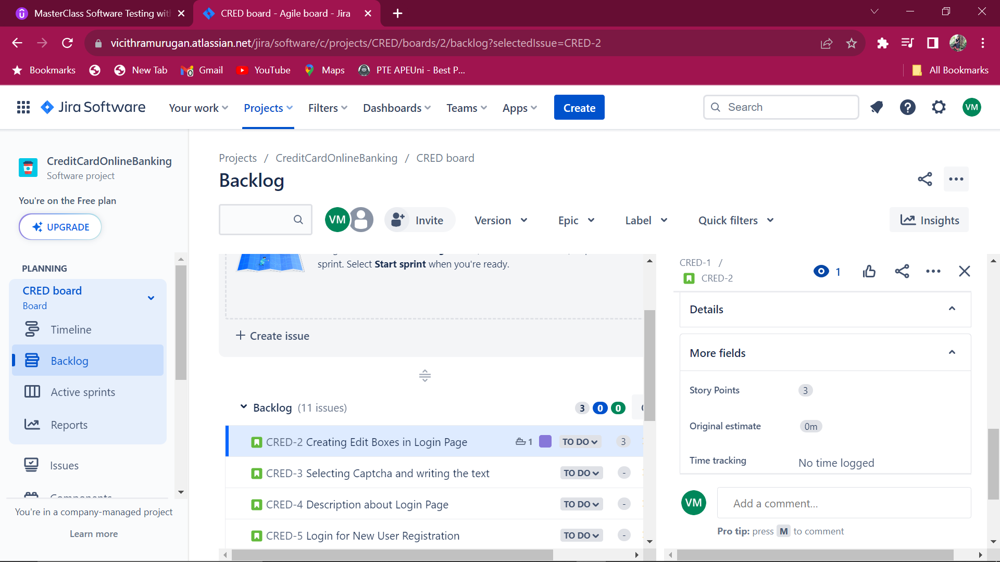 MasterClass Software Testing wit
CRED board - Agile board - Jira
vicithramurugan.atlassian.net/jira/software/c/projects/CRED/boards/2/backlog?selectedIssue=CRED-2
Bookmarks
New Tab
Gmail
YouTube
Maps
PTE APEUni - Best P...
All Bookmarks
Jira Software
Your work
Projects
Filters
Dashboards
Teams
Apps
Create
Search
VM
CreditCardOnlineBanking
Software project
You're on the Free plan
UPGRADE
PLANNING
CRED board
Board
Timeline
Backlog
Active sprints
Reports
Issues
Components
You're in a company-managed project
Learn more
Projects / CreditCardOnlineBanking / CRED board
Backlog
VM
Invite
Version
Epic
Label
Quick filters
Insights
sprint. Select Start sprint when you're ready.
+ Create issue
Backlog (11 issues)
3 0 0
CRED-2 Creating Edit Boxes in Login Page 1 TO DO 3
CRED-3 Selecting Captcha and writing the text TO DO -
CRED-4 Description about Login Page TO DO -
CRED-5 Login for New User Registration TO DO -
CRED-1 /
CRED-2
1
Details
More fields
Story Points 3
Original estimate 0m
Time tracking No time logged
VM
Add a comment...
Pro tip: press M to comment